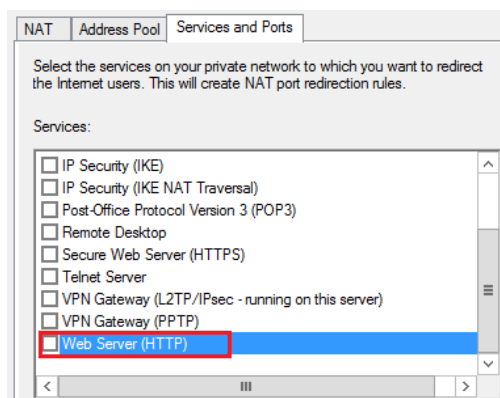 NAT Address Pool Services and Ports
Select the services on your private network to which you want to redirect
the Internet users. This will create NAT port redirection rules.
Services:
IP Security (IKE)
IP Security (IKE NAT Traversal)
Post-Office Protocol Version 3 (POP3)
Remote Desktop
Secure Web Server (HTTPS)
Telnet Server
VPN Gateway (L2TP/IPsec - running on this server)
VPN Gateway (PPTP)
Web Server (HTTP)